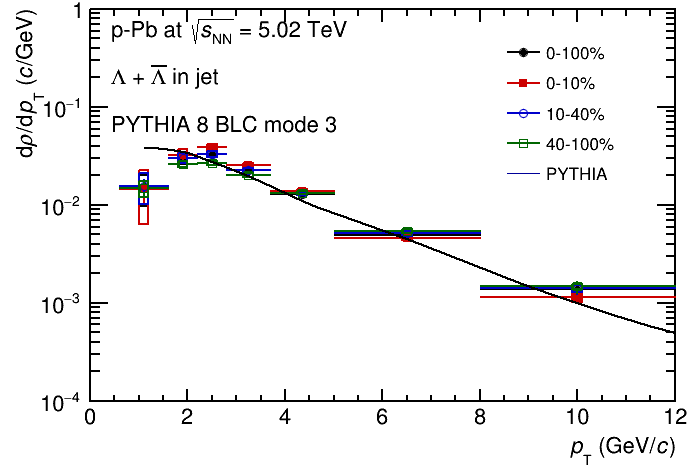 p-Pb at √sNN = 5.02 TeV
Λ + Λ̅ in jet
PYTHIA 8 BLC mode 3
0-100%
0-10%
10-40%
40-100%
PYTHIA
dρ/dpT (c/GeV)
1
10−1
10−2
10−3
10−4
0 2 4 6 8 10 12
pT (GeV/c)